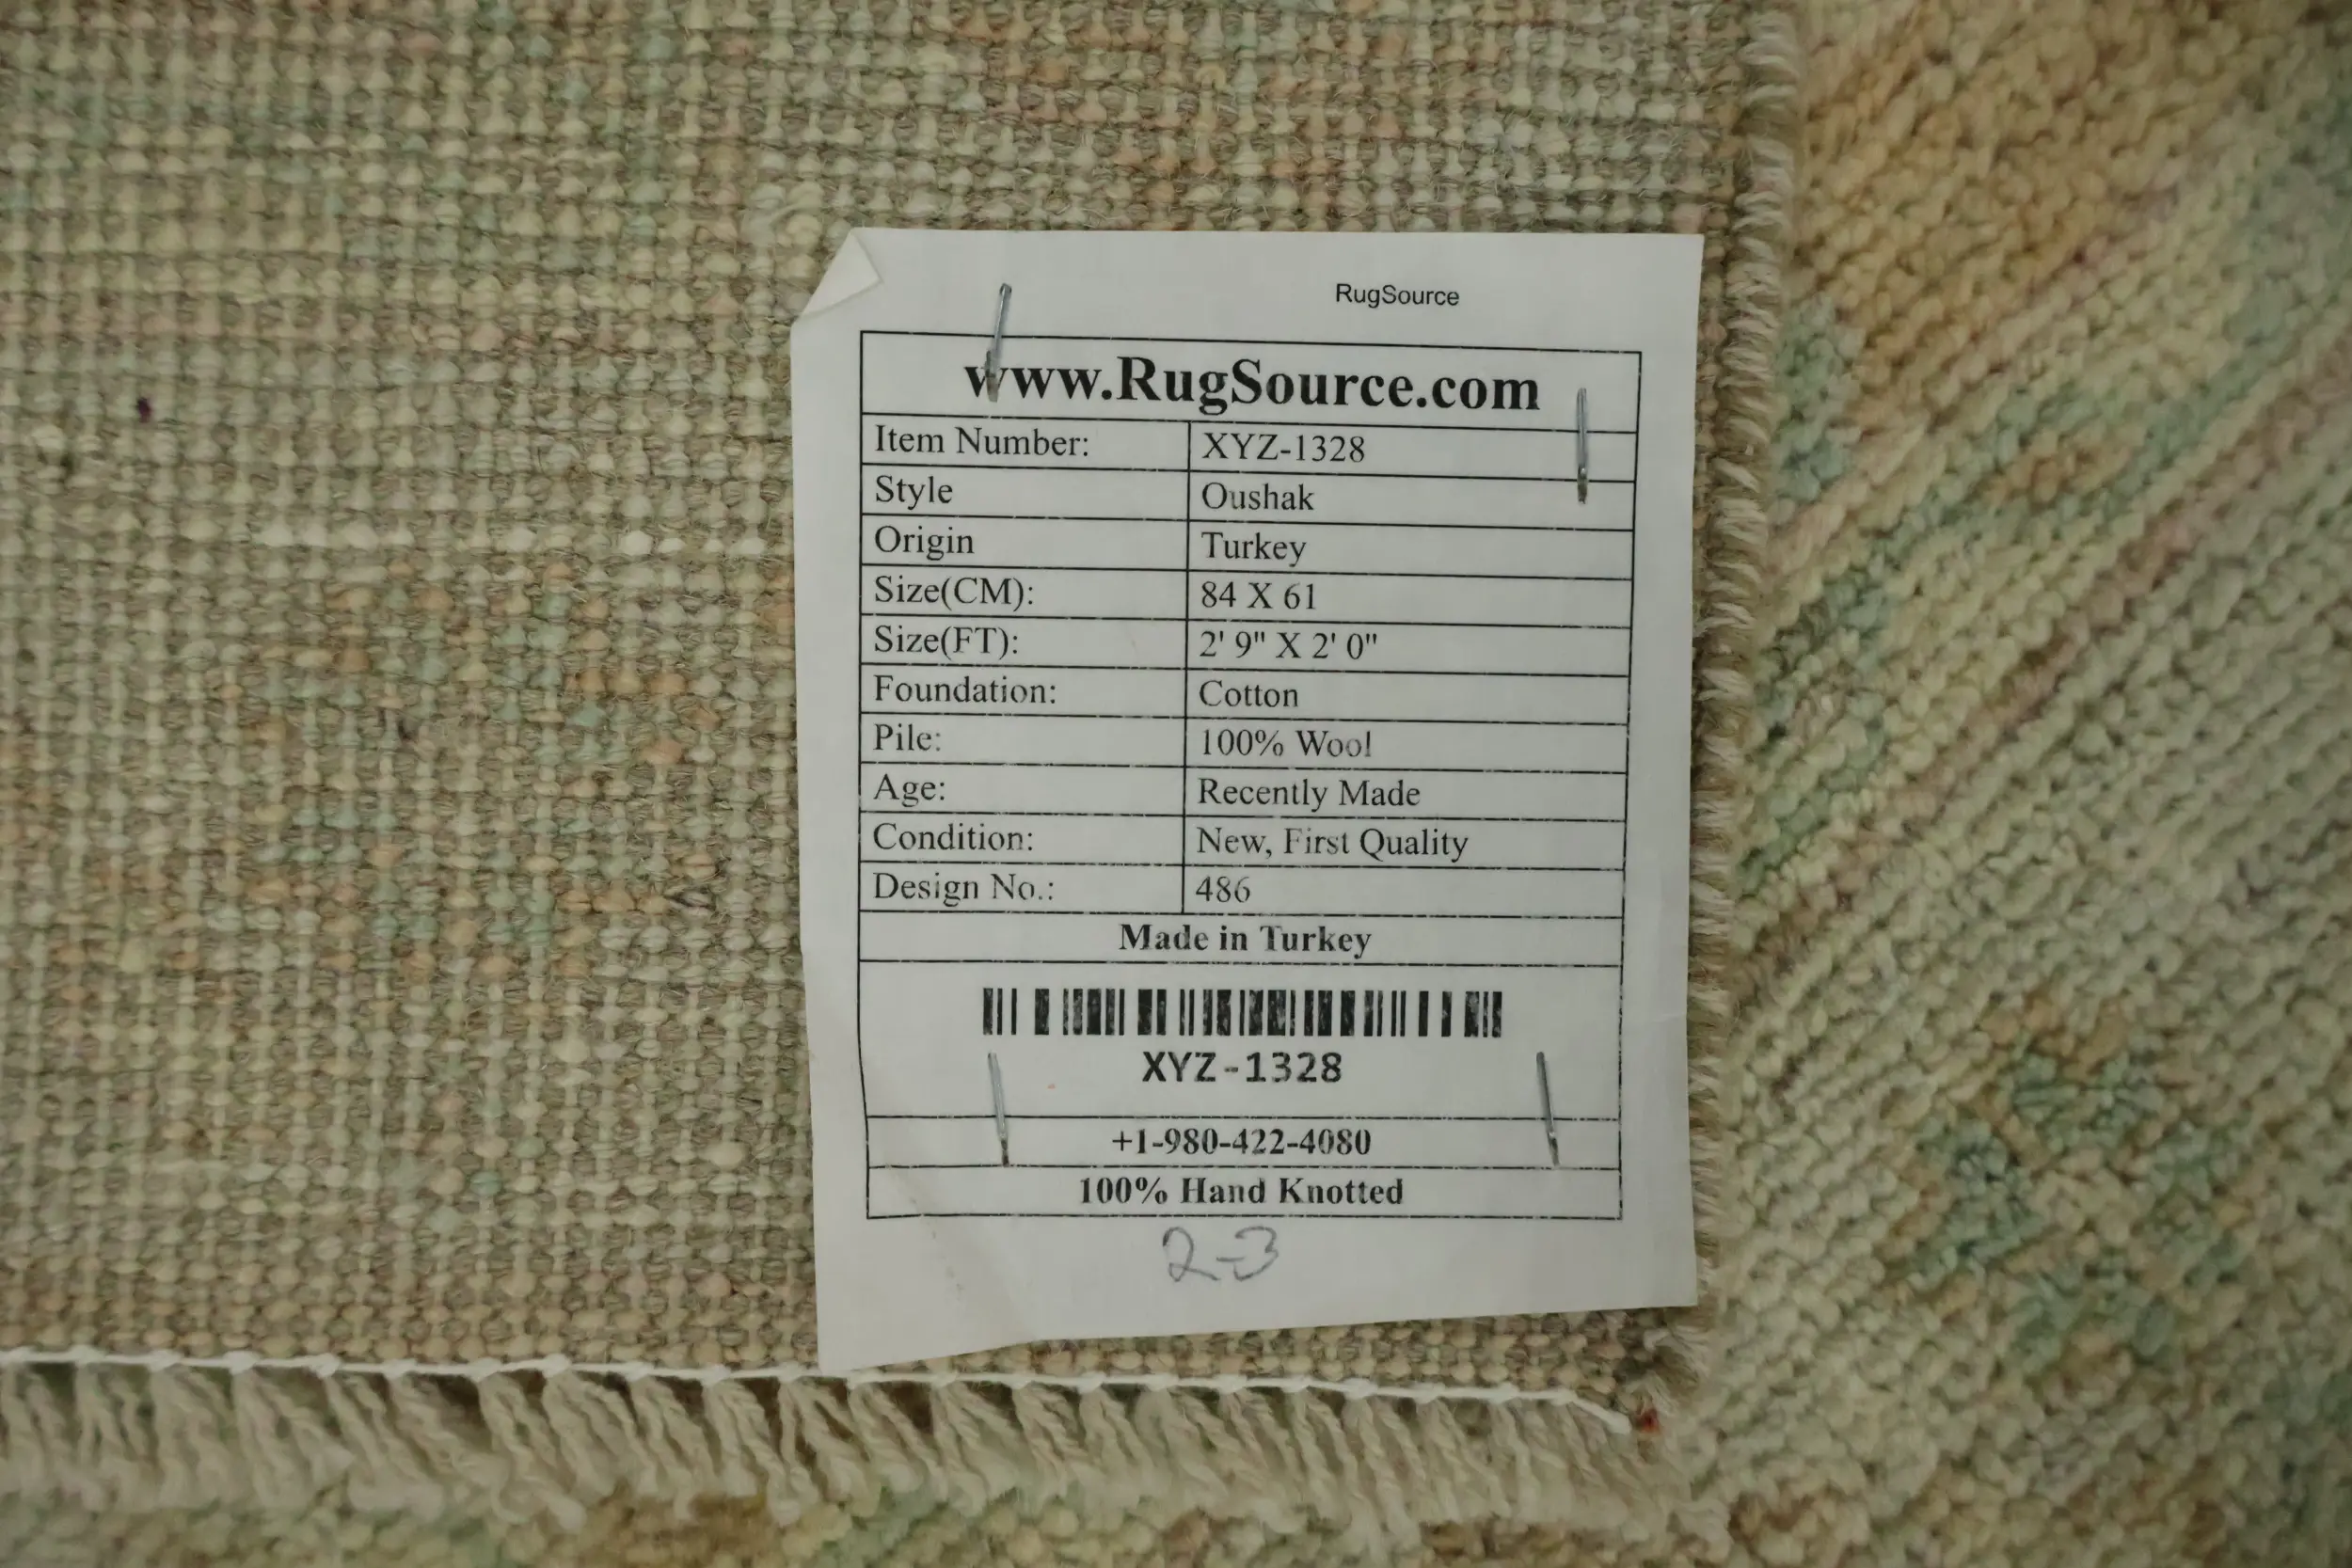 RugSource
www.RugSource.com
Item Number: XYZ-1328
Style Oushak
Origin Turkey
Size(CM): 84 X 61
Size(FT): 2' 9" X 2' 0"
Foundation: Cotton
Pile: 100% Wool
Age: Recently Made
Condition: New, First Quality
Design No.: 486
Made in Turkey
XYZ-1328
+1-980-422-4080
100% Hand Knotted
2-3